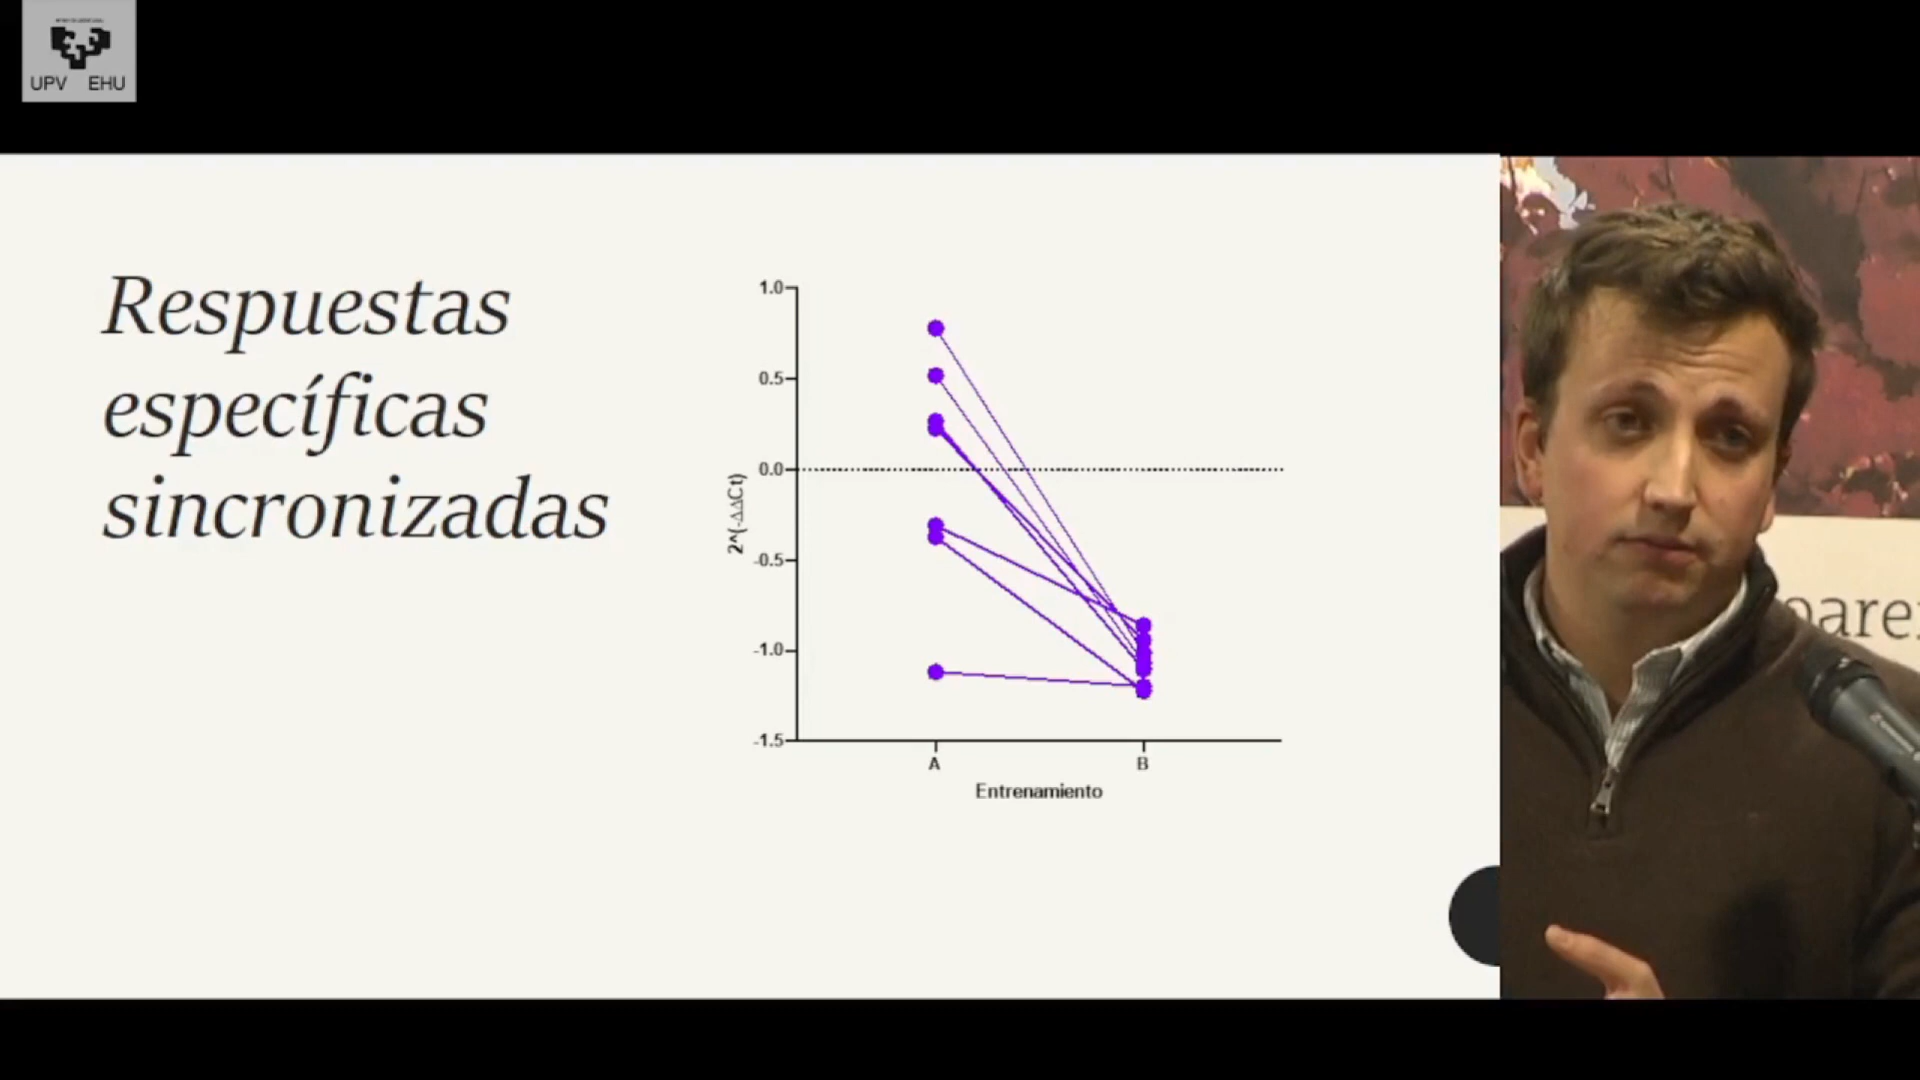 UPV EHU
Respuestas
específicas
sincronizadas
1.0
0.5
0.0
-0.5
-1.0
-1.5
2^(-ΔΔCt)
A B
Entrenamiento